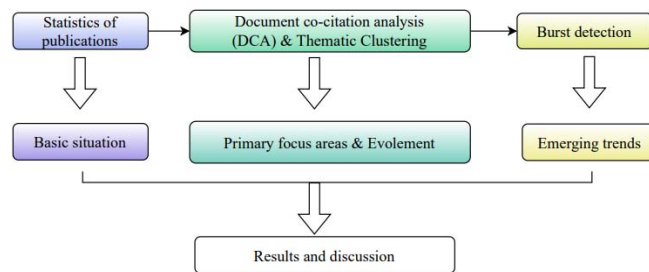 Statistics of
publications
Document co-citation analysis
(DCA) & Thematic Clustering
Burst detection
Basic situation
Primary focus areas & Evolement
Emerging trends
Results and discussion